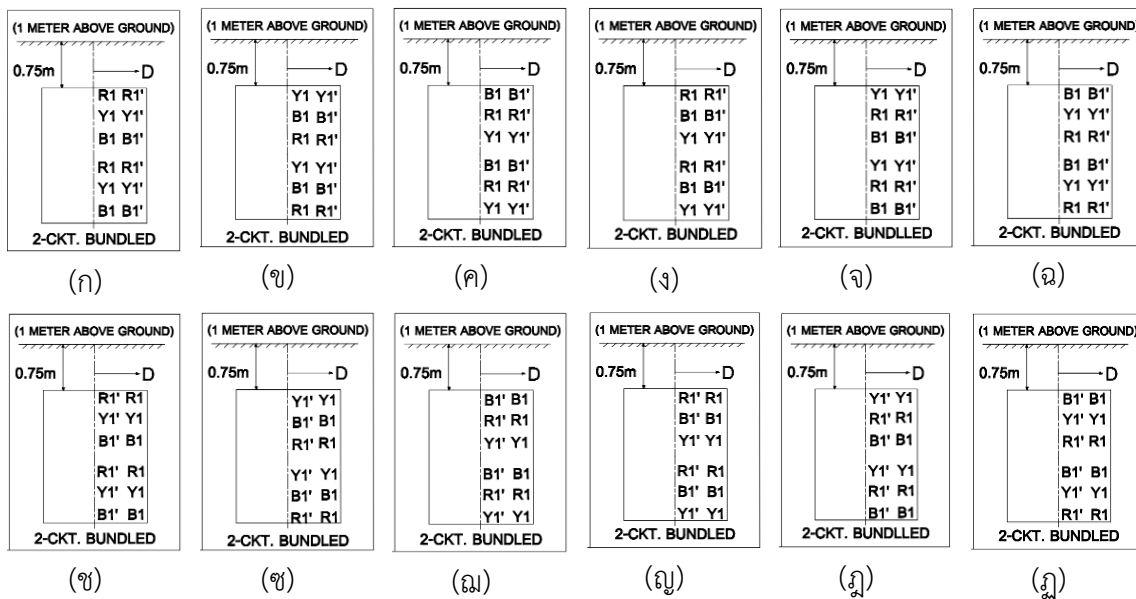 (1 METER ABOVE GROUND) (1 METER ABOVE GROUND) (1 METER ABOVE GROUND) (1 METER ABOVE GROUND) (1 METER ABOVE GROUND) (1 METER ABOVE GROUND)
0.75m D 0.75m D 0.75m D 0.75m D 0.75m D 0.75m D
R1 R1' Y1 Y1' B1 B1' R1 R1' Y1 Y1' B1 B1'
Y1 Y1' B1 B1' R1 R1' B1 B1' R1 R1' Y1 Y1'
B1 B1' R1 R1' Y1 Y1' Y1 Y1' B1 B1' R1 R1'
R1 R1' Y1 Y1' B1 B1' R1 R1' Y1 Y1' B1 B1'
Y1 Y1' B1 B1' R1 R1' B1 B1' R1 R1' Y1 Y1'
B1 B1' R1 R1' Y1 Y1' Y1 Y1' B1 B1' R1 R1'
2-CKT. BUNDLED 2-CKT. BUNDLED 2-CKT. BUNDLED 2-CKT. BUNDLED 2-CKT. BUNDLLED 2-CKT. BUNDLED
(ก) (ข) (ค) (ง) (จ) (ฉ)
(1 METER ABOVE GROUND) (1 METER ABOVE GROUND) (1 METER ABOVE GROUND) (1 METER ABOVE GROUND) (1 METER ABOVE GROUND) (1 METER ABOVE GROUND)
0.75m D 0.75m D 0.75m D 0.75m D 0.75m D 0.75m D
R1' R1 Y1' Y1 B1' B1 R1' R1 Y1' Y1 B1' B1
Y1' Y1 B1' B1 R1' R1 B1' B1 R1' R1 Y1' Y1
B1' B1 R1' R1 Y1' Y1 Y1' Y1 B1' B1 R1' R1
R1' R1 Y1' Y1 B1' B1 R1' R1 Y1' Y1 B1' B1
Y1' Y1 B1' B1 R1' R1 B1' B1 R1' R1 Y1' Y1
B1' B1 R1' R1 Y1' Y1 Y1' Y1 B1' B1 R1' R1
2-CKT. BUNDLED 2-CKT. BUNDLED 2-CKT. BUNDLED 2-CKT. BUNDLED 2-CKT. BUNDLLED 2-CKT. BUNDLED
(ช) (ซ) (ฌ) (ญ) (ฎ) (ฏ)